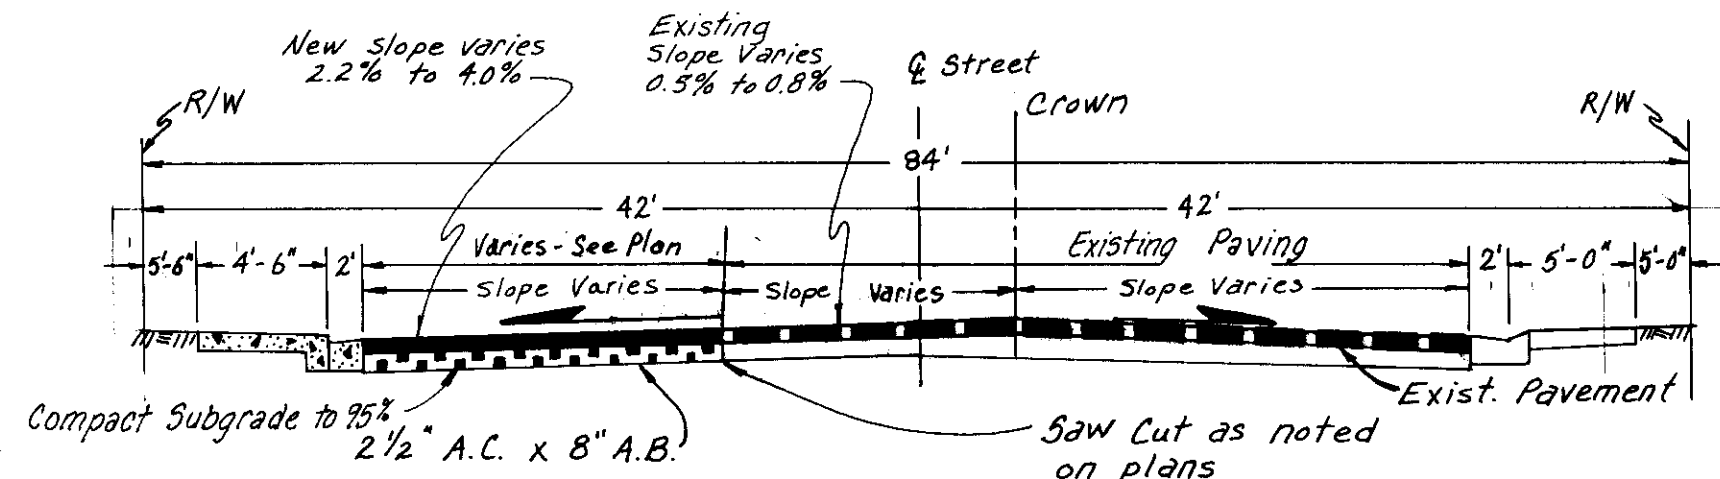 New Slope varies
2.2% to 4.0%
Existing
Slope Varies
0.5% to 0.8%
℄ Street
Crown
R/W
R/W
84'
42'
42'
5'-6"
4'-6"
2'
Varies - See Plan
Existing Paving
2'
5'-0"
5'-0"
Slope Varies
Slope Varies
Slope Varies
Compact Subgrade to 95%
2 1/2" A.C. x 8" A.B.
Exist. Pavement
Saw Cut as noted
on plans